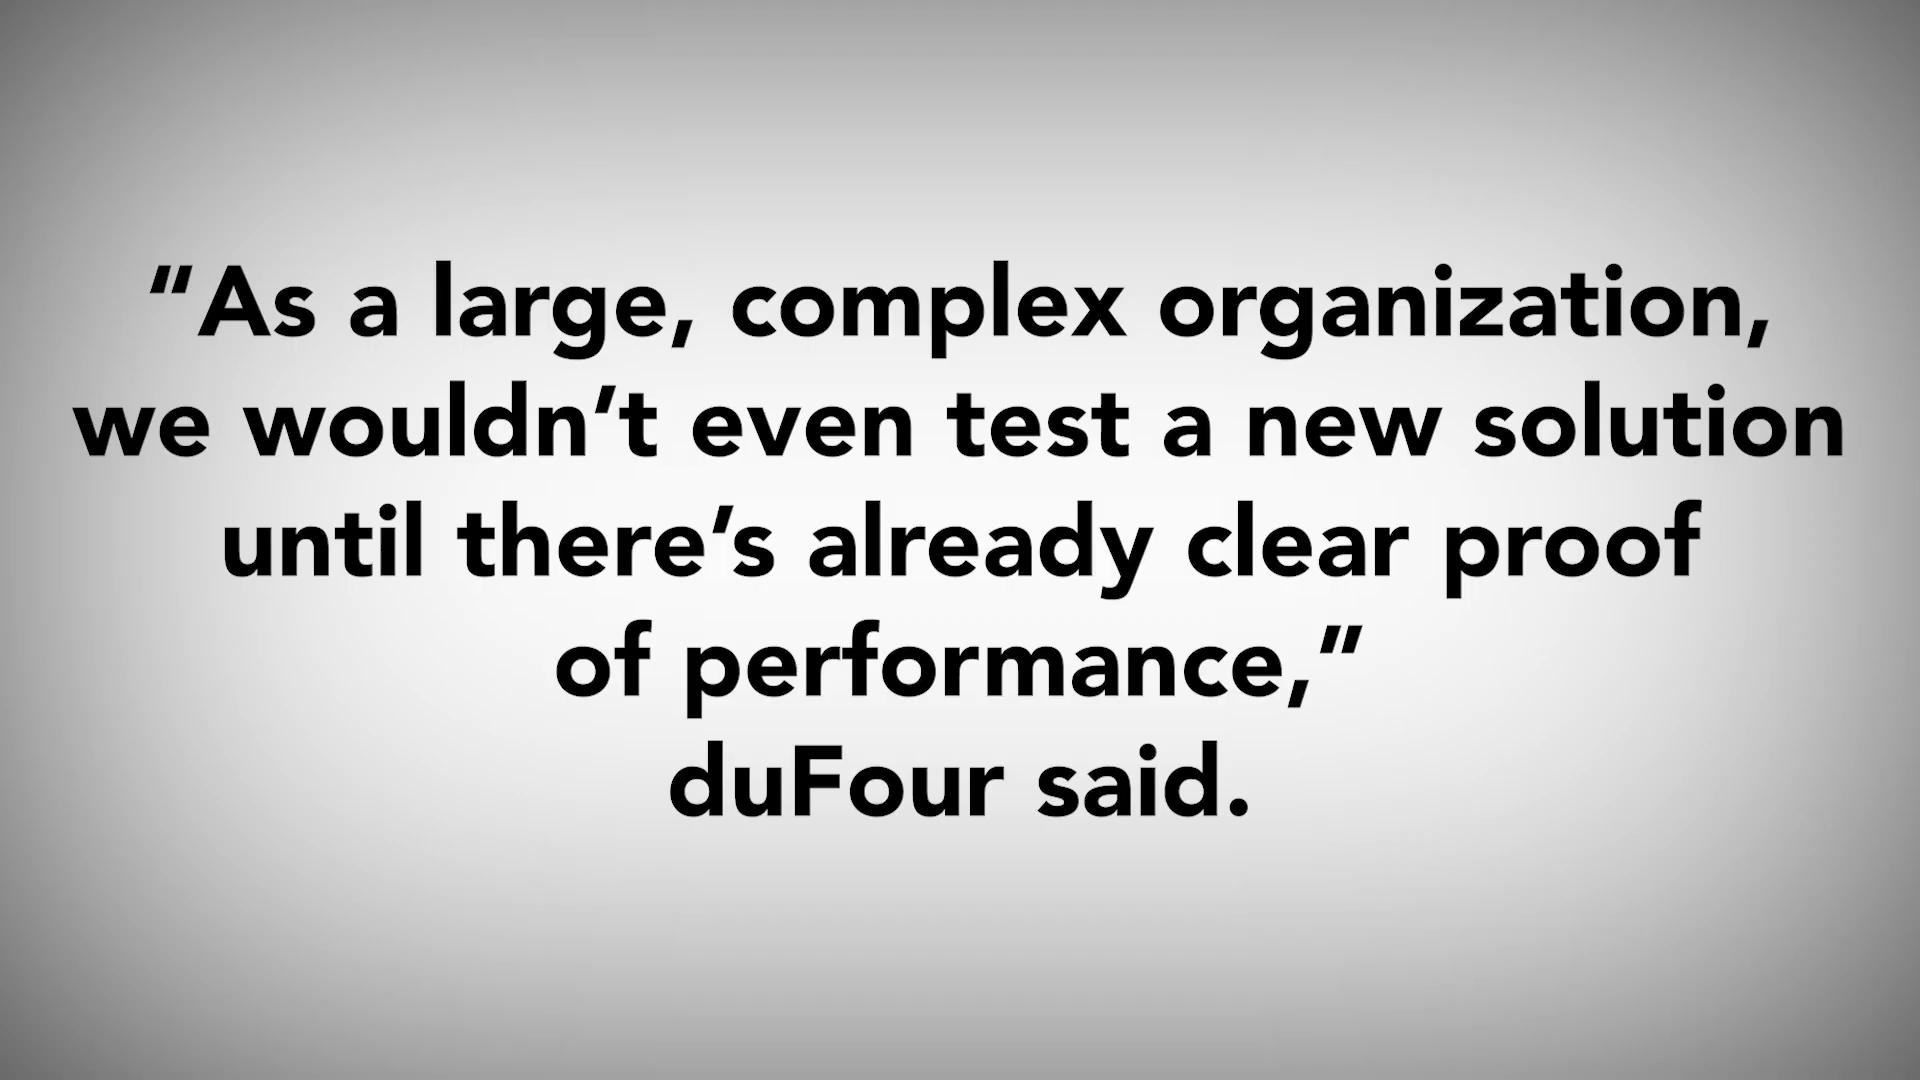 “As a large, complex organization,
we wouldn’t even test a new solution
until there’s already clear proof
of performance,”
duFour said.